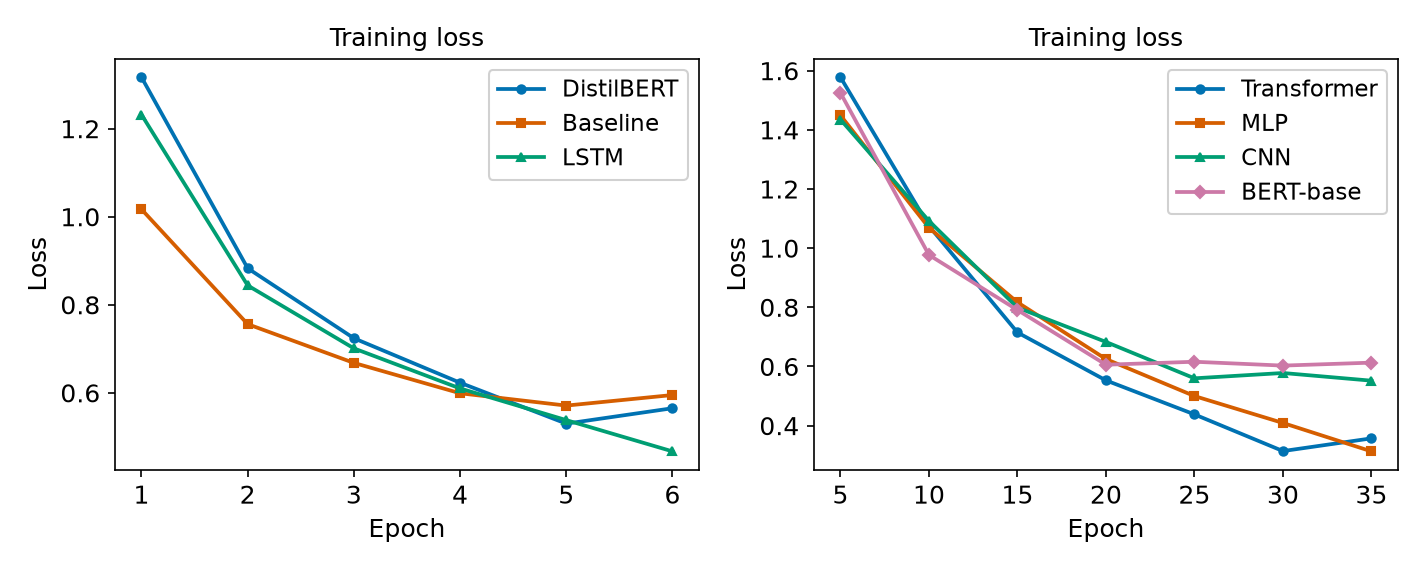 Training loss
DistilBERT
Baseline
LSTM
1.2
1.0
0.8
0.6
Loss
1 2 3 4 5 6
Epoch
Training loss
Transformer
MLP
CNN
BERT-base
1.6
1.4
1.2
1.0
0.8
0.6
0.4
Loss
5 10 15 20 25 30 35
Epoch